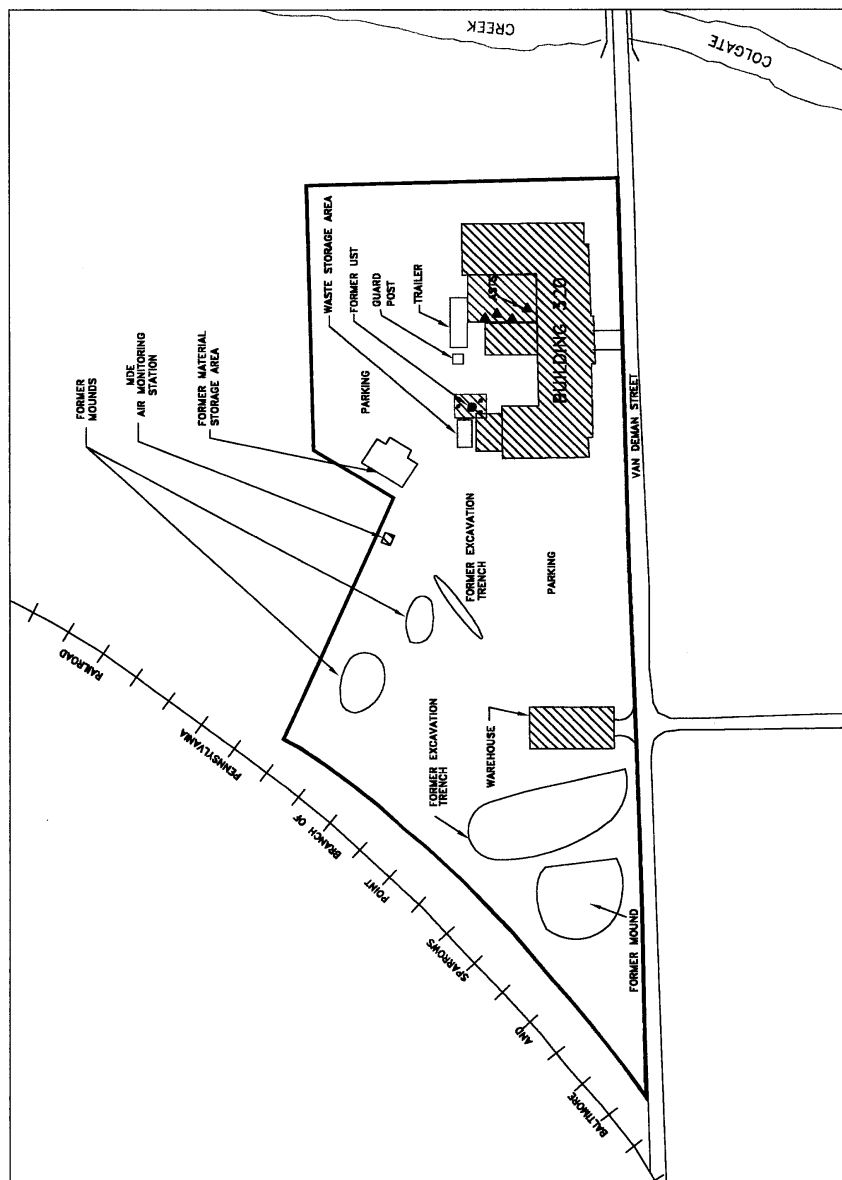 CREEK
COLGATE
WASTE STORAGE AREA
FORMER UST
GUARD
POST
TRAILER
FORMER
MOUNDS
MDE
AIR MONITORING
STATION
FORMER MATERIAL
STORAGE AREA
PARKING
ASTS
BUILDING 320
VAN DEMAN STREET
FORMER EXCAVATION
TRENCH
PARKING
WAREHOUSE
FORMER EXCAVATION
TRENCH
FORMER MOUND
BALTIMORE
AND
SPARROWS
POINT
BRANCH OF
PENNSYLVANIA
RAILROAD